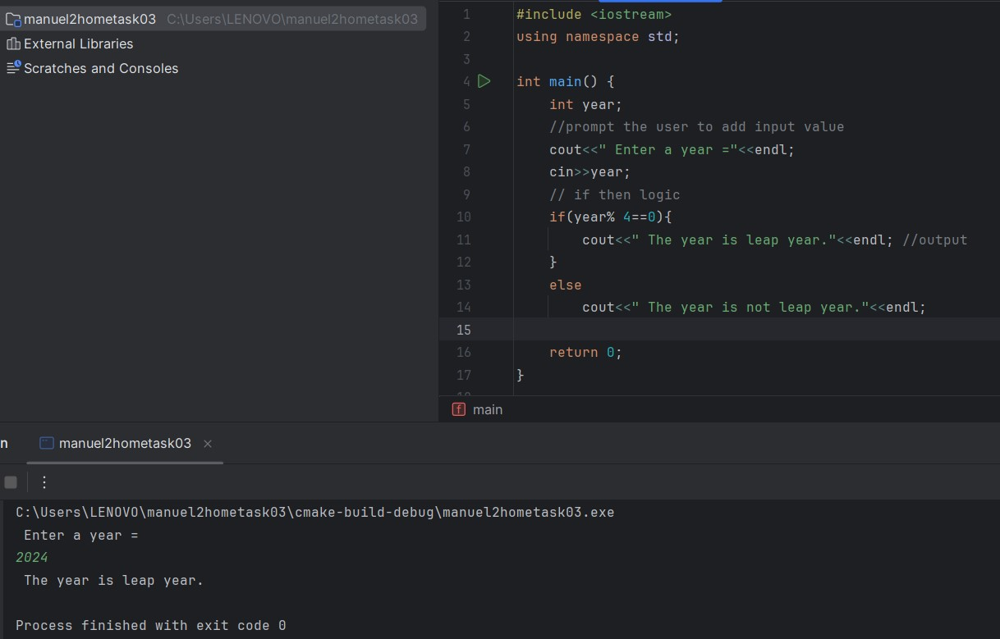 manuel2hometask03 C:\Users\LENOVO\manuel2hometask03
External Libraries
Scratches and Consoles
1 #include <iostream>
2 using namespace std;
3
4 int main() {
5     int year;
6     //prompt the user to add input value
7     cout<<" Enter a year ="<<endl;
8     cin>>year;
9     // if then logic
10     if(year% 4==0){
11         cout<<" The year is leap year."<<endl; //output
12     }
13     else
14         cout<<" The year is not leap year."<<endl;
15
16     return 0;
17 }
f main
n manuel2hometask03 ×
C:\Users\LENOVO\manuel2hometask03\cmake-build-debug\manuel2hometask03.exe
 Enter a year =
2024
 The year is leap year.
Process finished with exit code 0